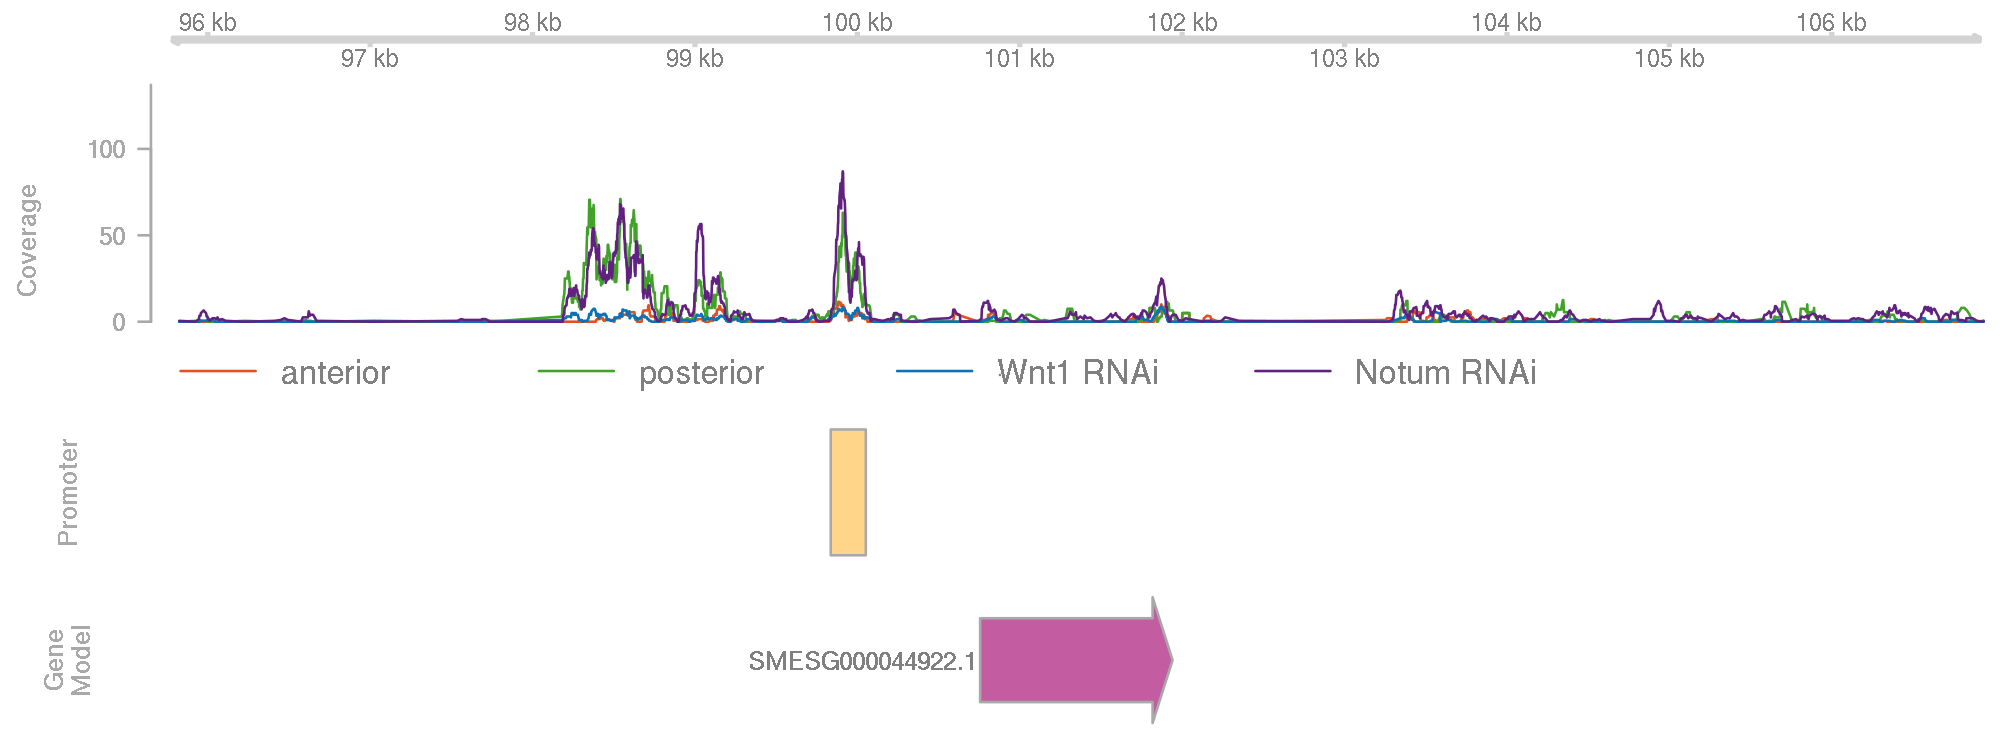 96 kb 98 kb 100 kb 102 kb 104 kb 106 kb
97 kb 99 kb 101 kb 103 kb 105 kb
Coverage
100
50
0
anterior posterior Wnt1 RNAi Notum RNAi
Promoter
Gene
Model
SMESG000044922.1